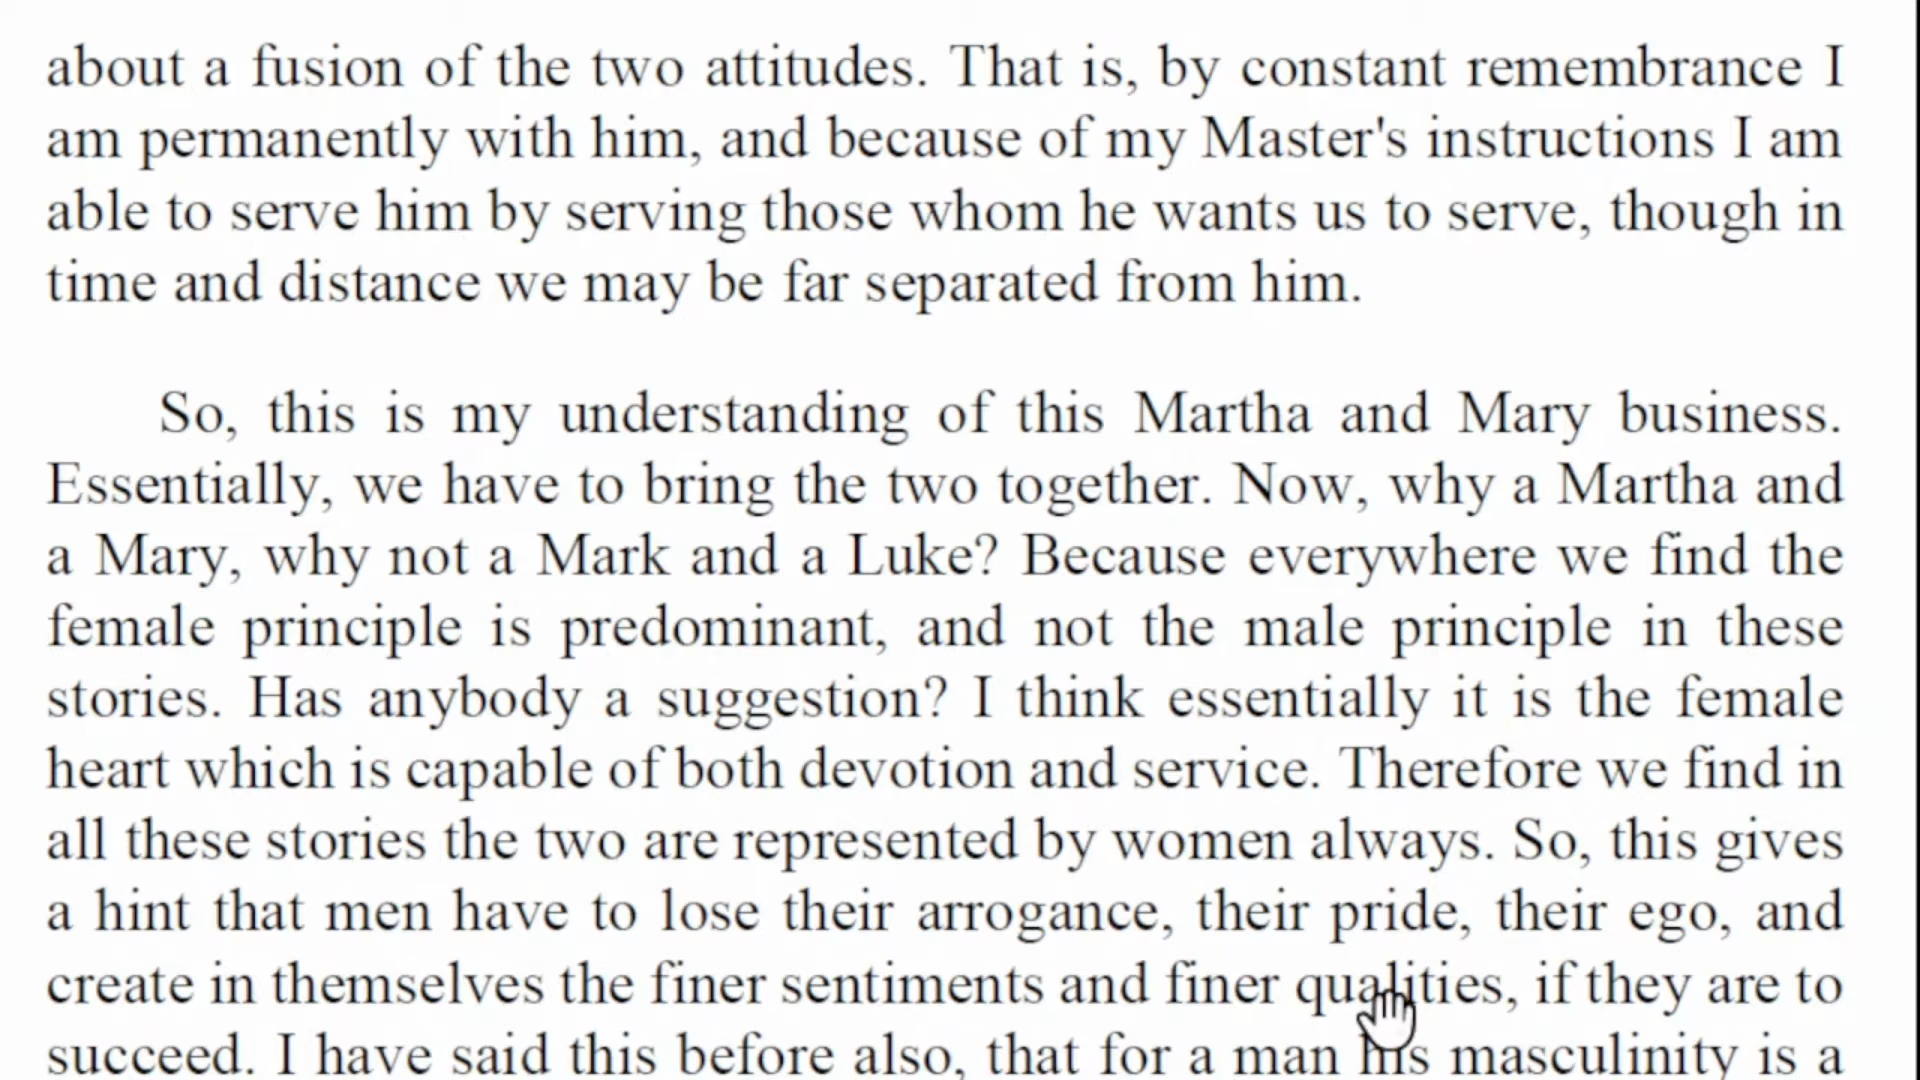 about a fusion of the two attitudes. That is, by constant remembrance I
am permanently with him, and because of my Master's instructions I am
able to serve him by serving those whom he wants us to serve, though in
time and distance we may be far separated from him.
So, this is my understanding of this Martha and Mary business.
Essentially, we have to bring the two together. Now, why a Martha and
a Mary, why not a Mark and a Luke? Because everywhere we find the
female principle is predominant, and not the male principle in these
stories. Has anybody a suggestion? I think essentially it is the female
heart which is capable of both devotion and service. Therefore we find in
all these stories the two are represented by women always. So, this gives
a hint that men have to lose their arrogance, their pride, their ego, and
create in themselves the finer sentiments and finer qualities, if they are to
succeed. I have said this before also, that for a man his masculinity is a